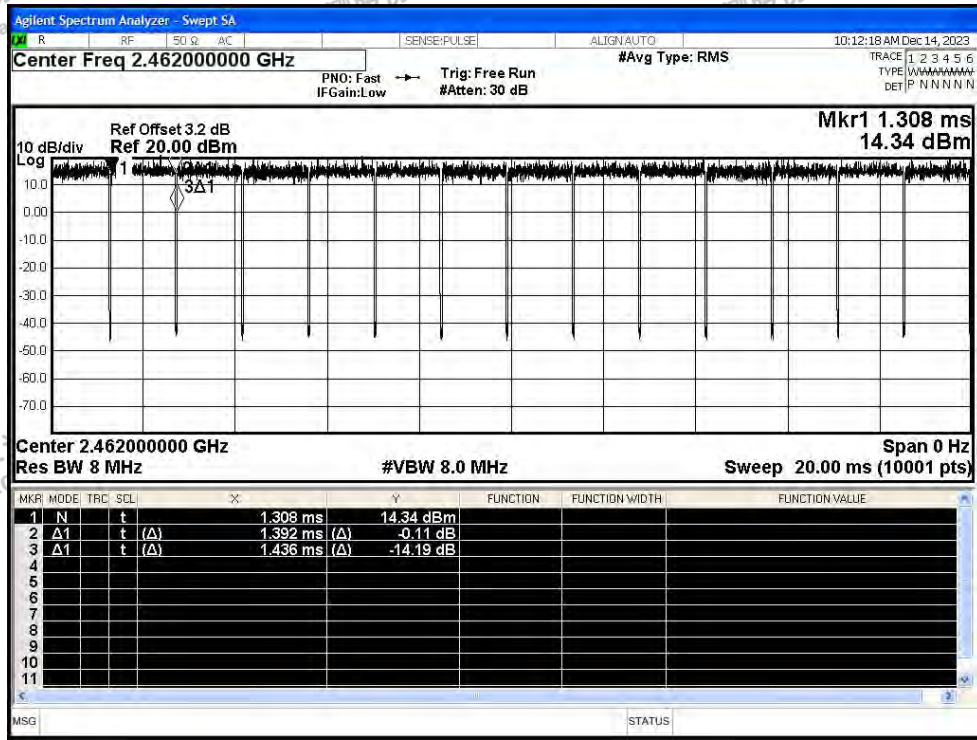 Agilent Spectrum Analyzer - Swept SA
LXI R RF 50 Ω AC SENSE:PULSE ALIGN AUTO 10:12:18 AM Dec 14, 2023
Center Freq 2.462000000 GHz #Avg Type: RMS TRACE 1 2 3 4 5 6
PNO: Fast Trig: Free Run TYPE WWWWWW
IFGain:Low #Atten: 30 dB DET P N N N N N
Mkr1 1.308 ms
Ref Offset 3.2 dB
10 dB/div Ref 20.00 dBm 14.34 dBm
Log
1
3Δ1
10.0
0.00
-10.0
-20.0
-30.0
-40.0
-50.0
-60.0
-70.0
Center 2.462000000 GHz Span 0 Hz
Res BW 8 MHz #VBW 8.0 MHz Sweep 20.00 ms (10001 pts)
MKR MODE TRC SCL X Y FUNCTION FUNCTION WIDTH FUNCTION VALUE
1 N t 1.308 ms 14.34 dBm
2 Δ1 t (Δ) 1.392 ms (Δ) -0.11 dB
3 Δ1 t (Δ) 1.436 ms (Δ) -14.19 dB
4
5
6
7
8
9
10
11
MSG STATUS